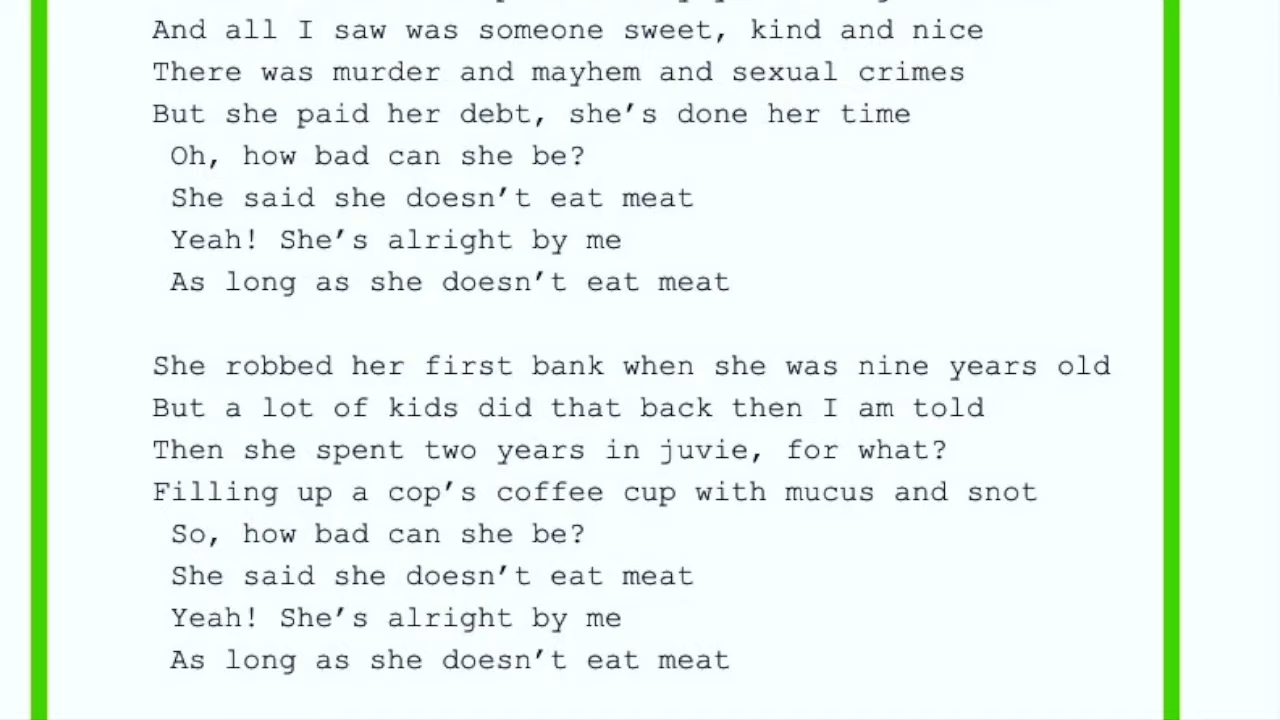 And all I saw was someone sweet, kind and nice
There was murder and mayhem and sexual crimes
But she paid her debt, she’s done her time
Oh, how bad can she be?
She said she doesn’t eat meat
Yeah! She’s alright by me
As long as she doesn’t eat meat
She robbed her first bank when she was nine years old
But a lot of kids did that back then I am told
Then she spent two years in juvie, for what?
Filling up a cop’s coffee cup with mucus and snot
So, how bad can she be?
She said she doesn’t eat meat
Yeah! She’s alright by me
As long as she doesn’t eat meat